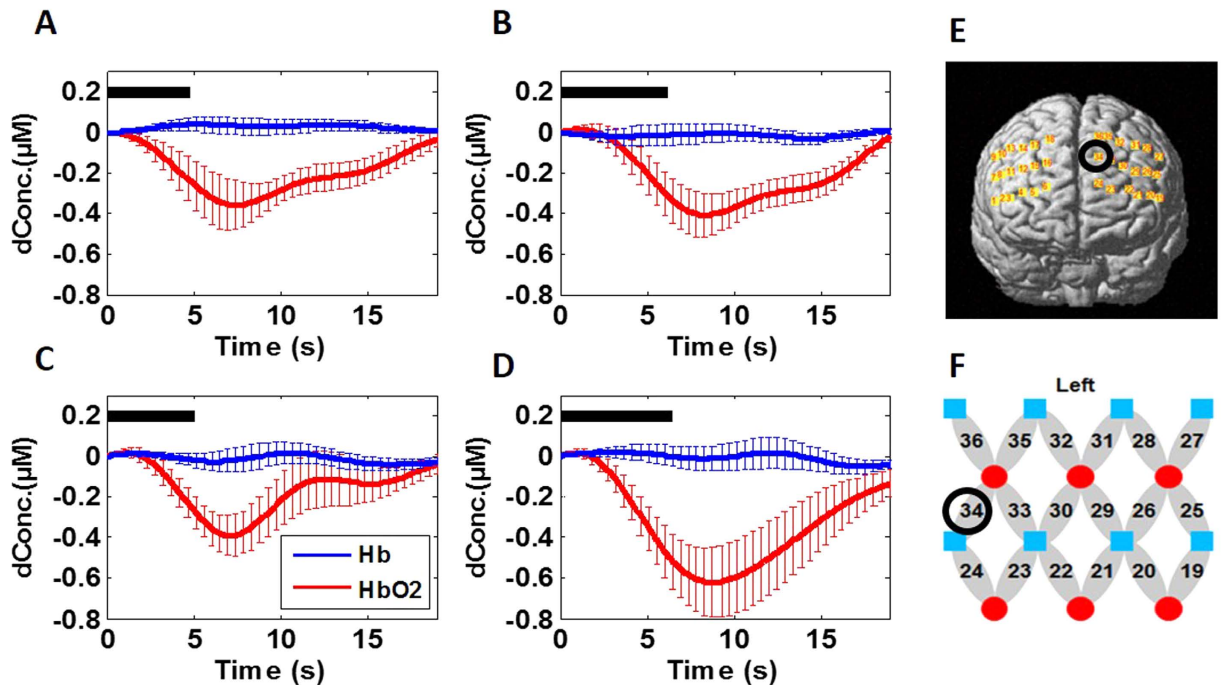 A
B
E
dConc.(µM)
0.2
0
-0.2
-0.4
-0.6
-0.8
0
5
10
15
Time (s)
dConc.(µM)
0.2
0
-0.2
-0.4
-0.6
-0.8
0
5
10
15
Time (s)
34
C
D
F
dConc.(µM)
0.2
0
-0.2
-0.4
-0.6
-0.8
0
5
10
15
Time (s)
Hb
HbO2
dConc.(µM)
0.2
0
-0.2
-0.4
-0.6
-0.8
0
5
10
15
Time (s)
Left
36 35 32 31 28 27
34 33 30 29 26 25
24 23 22 21 20 19